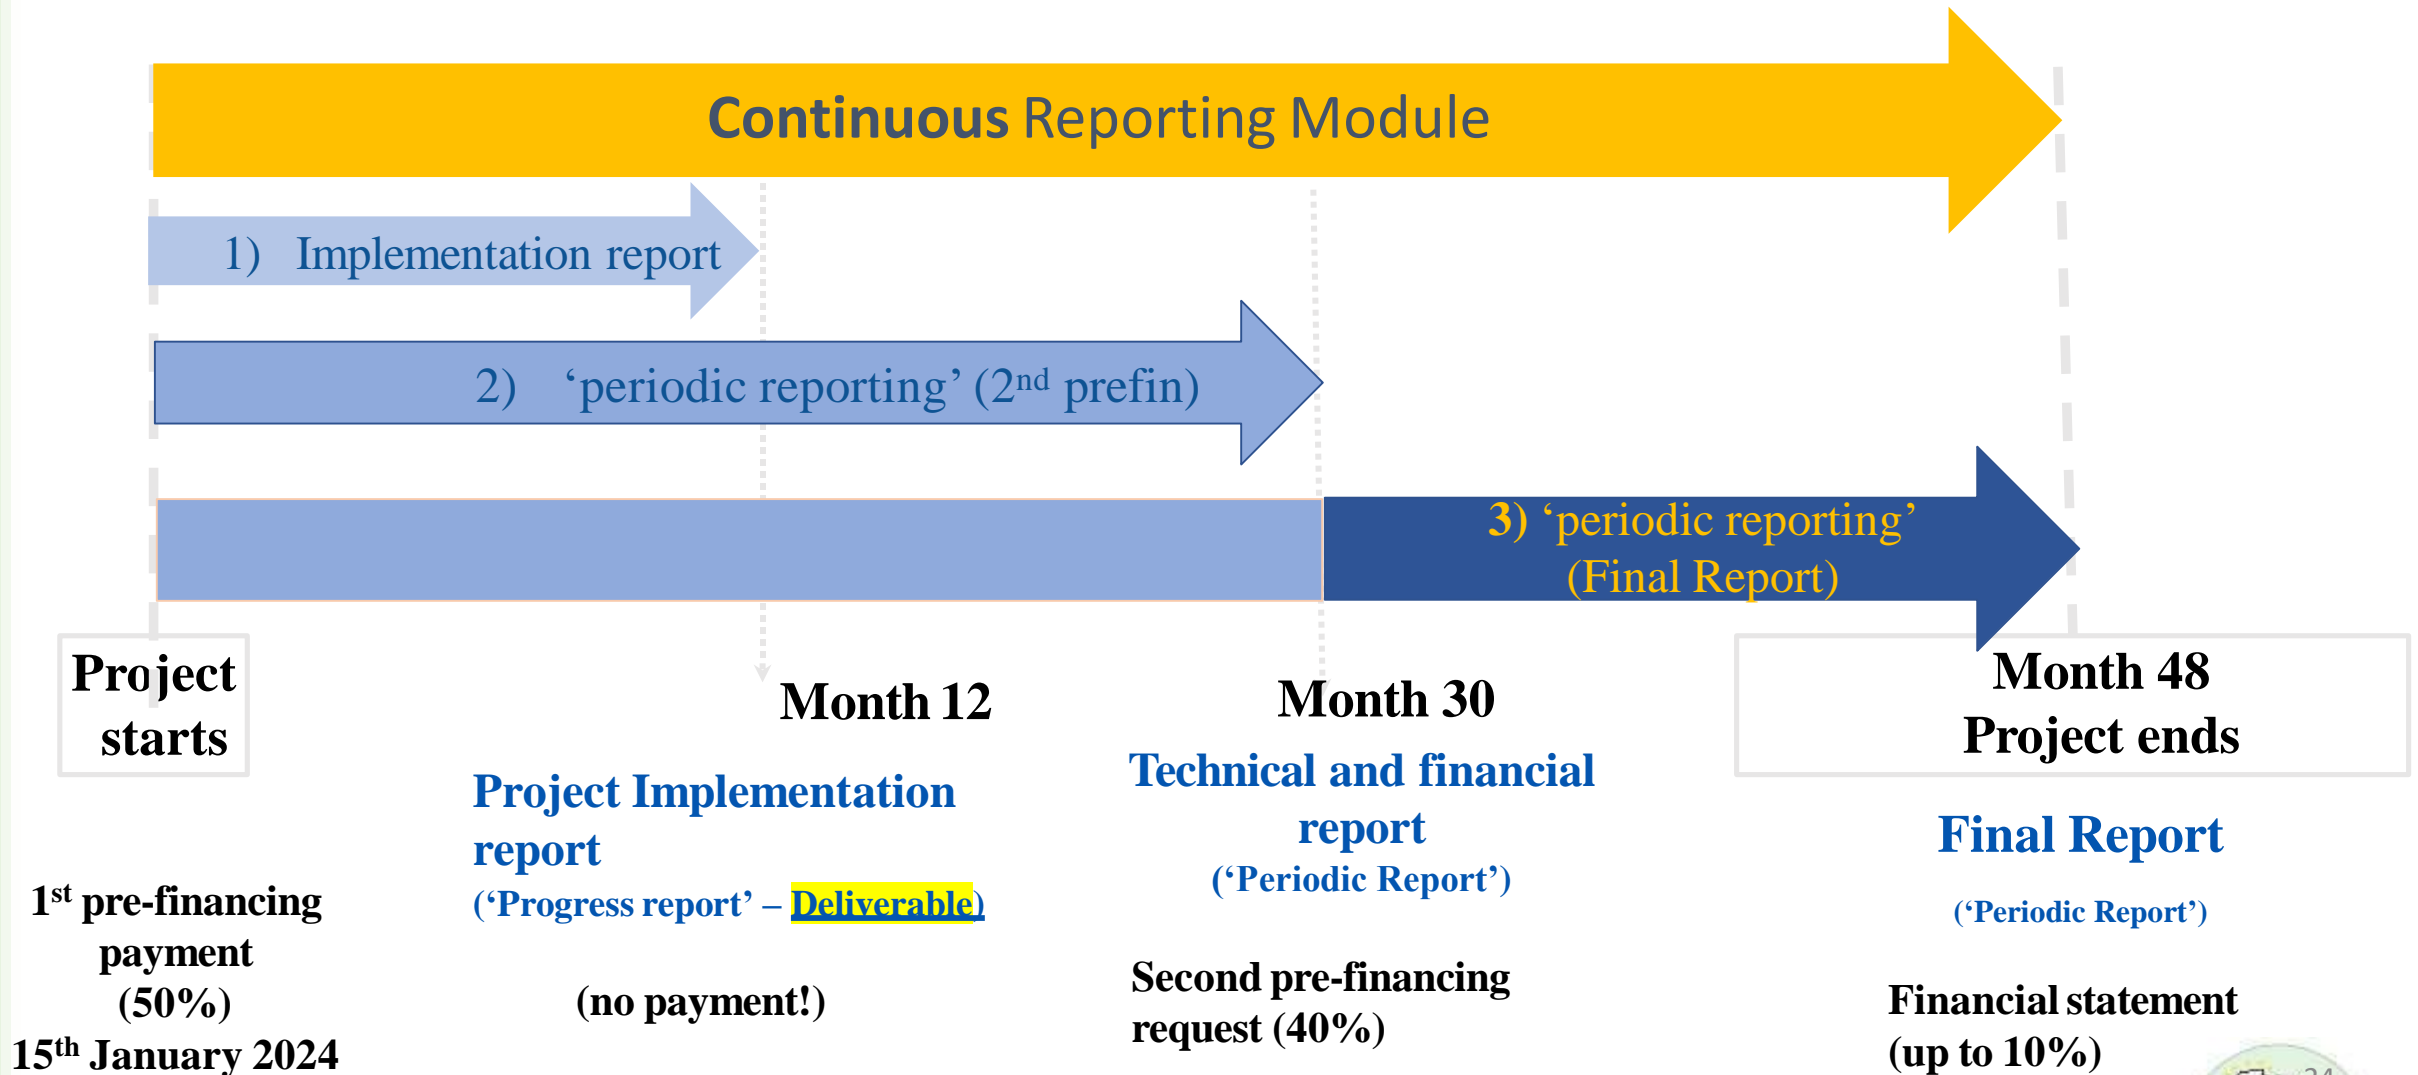 Continuous Reporting Module
1) Implementation report
2) ‘periodic reporting’ (2nd prefin)
3) ‘periodic reporting’
(Final Report)
Project
starts
Month 12
Month 30
Month 48
Project ends
1st pre-financing
payment
(50%)
15th January 2024
Project Implementation
report
(‘Progress report’ – Deliverable)
(no payment!)
Technical and financial
report
(‘Periodic Report’)
Second pre-financing
request (40%)
Final Report
(‘Periodic Report’)
Financial statement
(up to 10%)